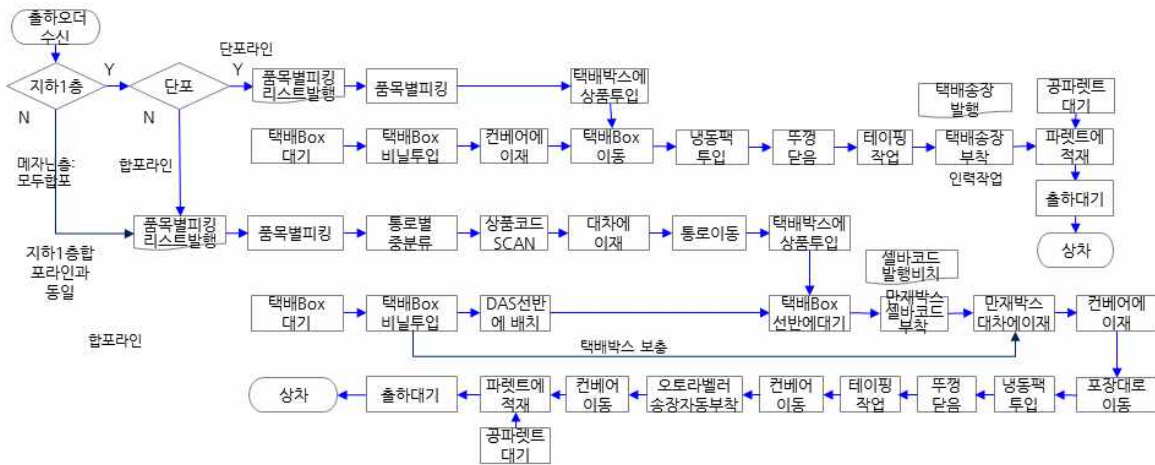 출하오더
수신
지하1층
Y
N
단포
Y
N
단포라인
품목별피킹
리스트발행
품목별피킹
택배박스에
상품투입
택배Box
대기
택배Box
비닐투입
컨베어에
이재
택배Box
이동
냉동팩
투입
뚜껑
닫음
테이핑
작업
택배송장
발행
택배송장
부착
인력작업
공파렛트
대기
파렛트에
적재
출하대기
상차
메자닌층:
모두합포
합포라인
지하1층합
포라인과
동일
품목별피킹
리스트발행
품목별피킹
통로별
중분류
상품코드
SCAN
대차에
이재
통로이동
택배박스에
상품투입
합포라인
택배Box
대기
택배Box
비닐투입
DAS선반
에 배치
택배Box
선반에대기
셀바코드
발행비치
만재박스
셀바코드
부착
만재박스
대차에이재
컨베어에
이재
택배박스 보충
포장대로
이동
냉동팩
투입
뚜껑
닫음
테이핑
작업
컨베어
이동
오토라벨러
송장자동부착
컨베어
이동
파렛트에
적재
공파렛트
대기
출하대기
상차